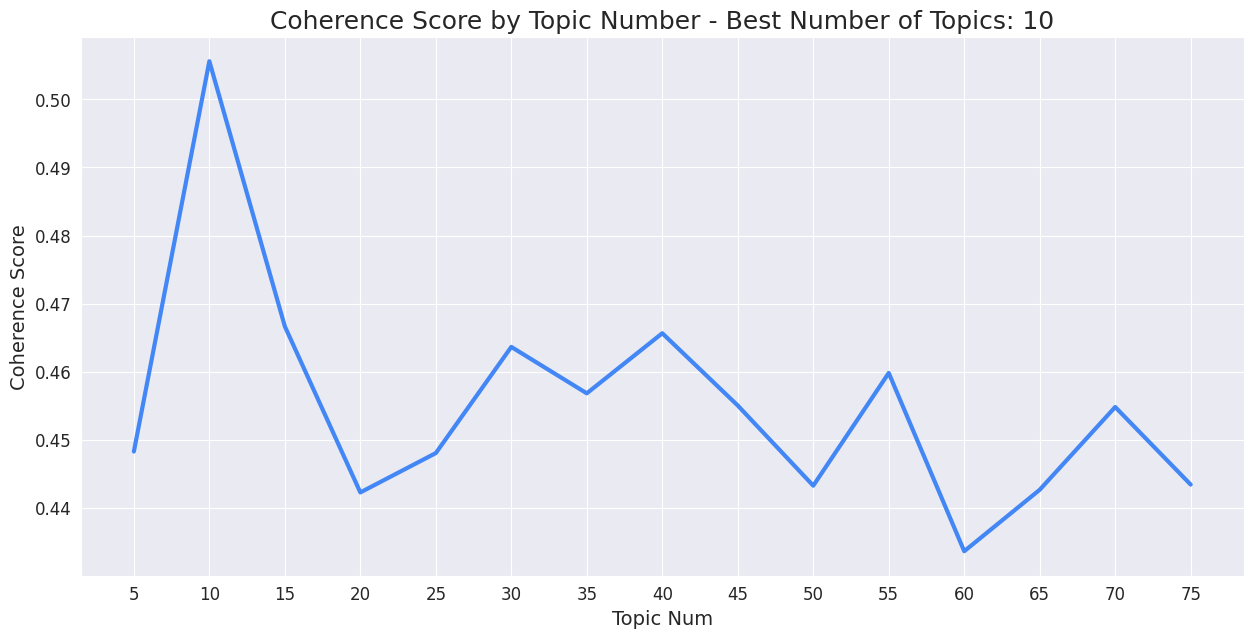 Coherence Score by Topic Number - Best Number of Topics: 10
Coherence Score
0.50
0.49
0.48
0.47
0.46
0.45
0.44
5 10 15 20 25 30 35 40 45 50 55 60 65 70 75
Topic Num